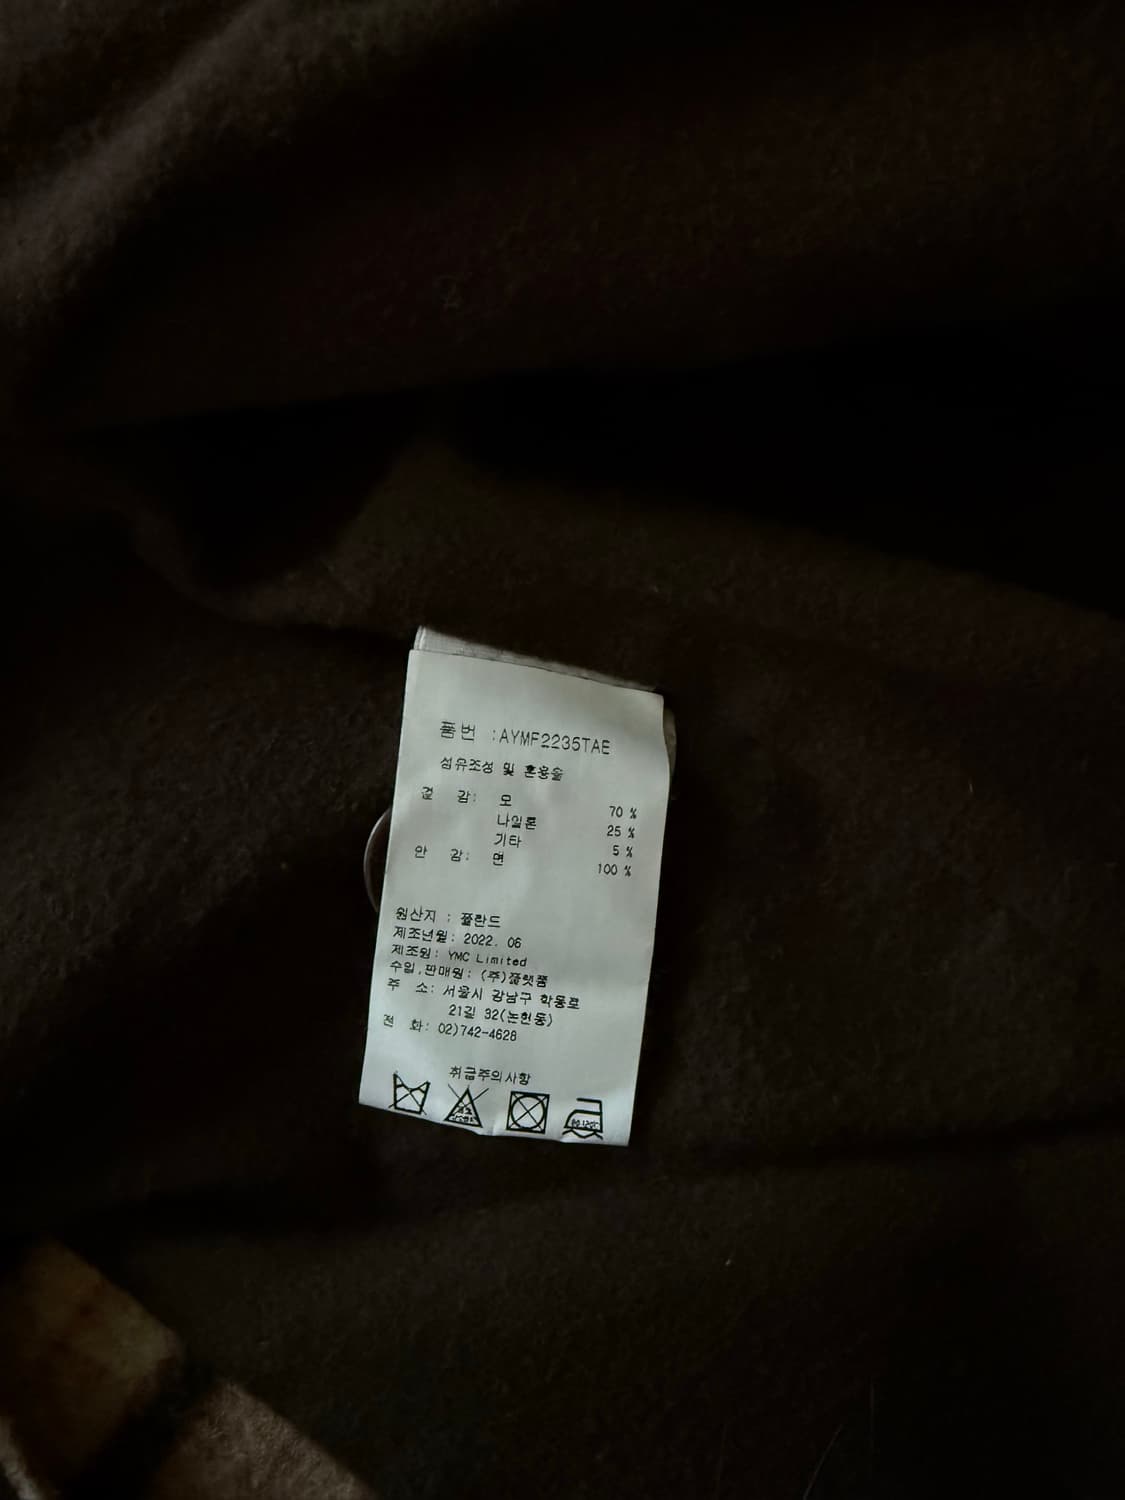 품번 :AYMF2235TAE
섬유조성 및 혼용율
겉 감: 모 70 %
나일론 25 %
기타 5 %
안 감: 면 100 %
원산지 : 폴란드
제조년월: 2022. 06
제조원: YMC Limited
수입,판매원: (주)플랫폼
주 소: 서울시 강남구 학동로
21길 32(논현동)
전 화: 02)742-4628
취급주의사항